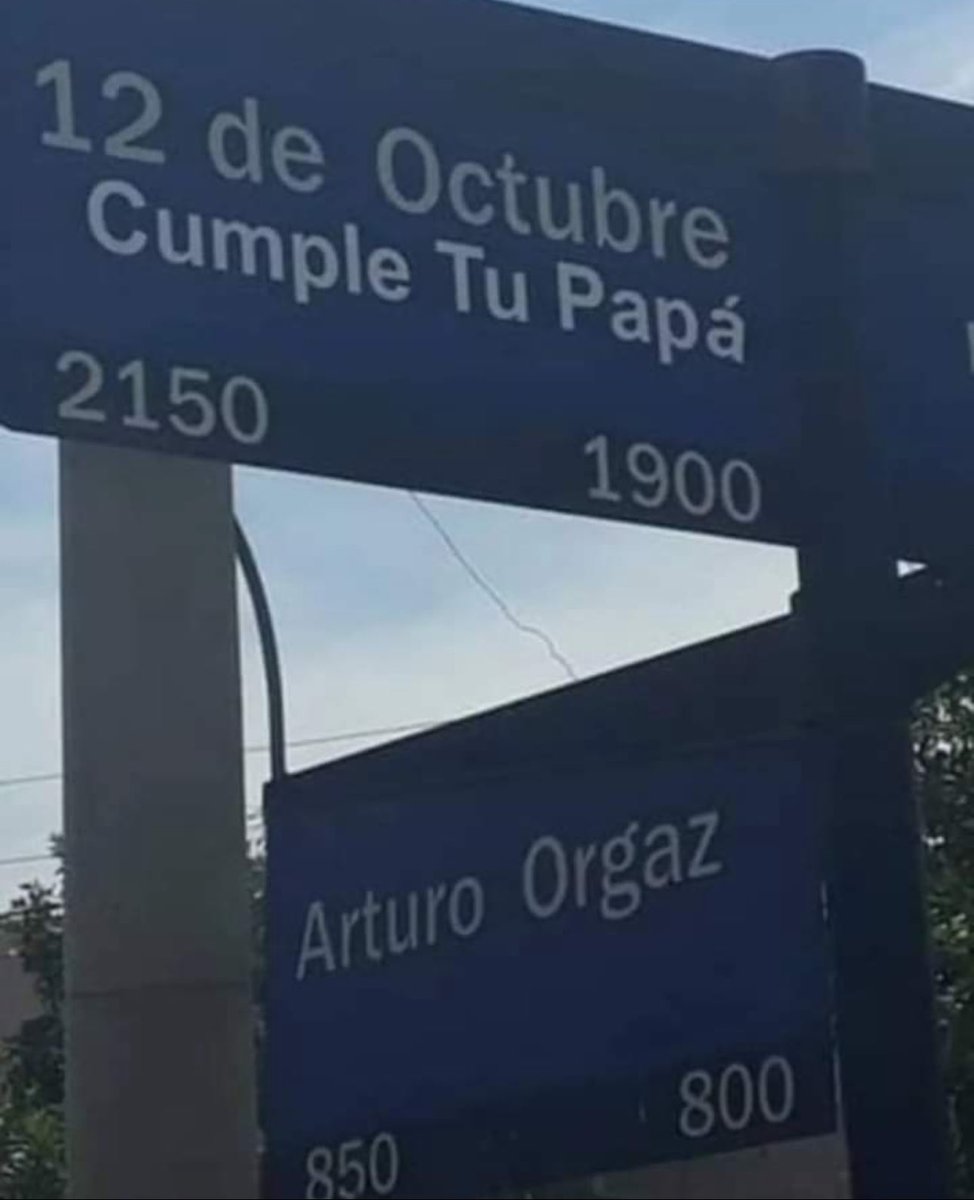 12 de Octubre
Cumple Tu Papá
2150 1900
Arturo Orgaz
850 800